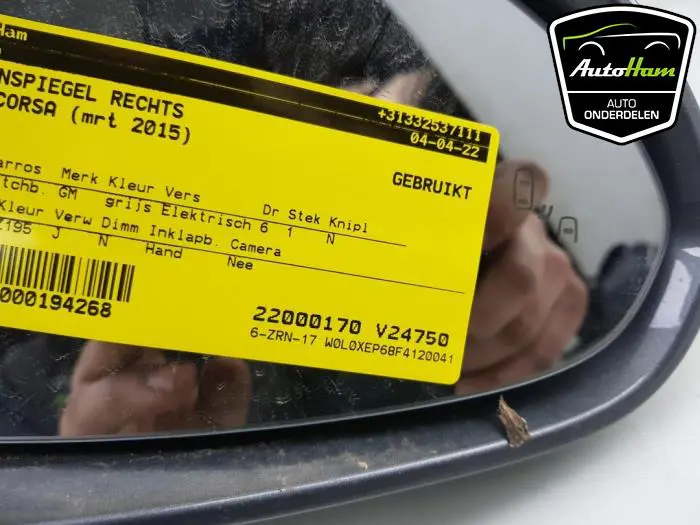 Ham
+31332537111
04-04-22
NSPIEGEL RECHTS
CORSA (mrt 2015)
GEBRUIKT
arros Merk Kleur Vers Dr Stek Knipl
tchb. GM grijs Elektrisch 6 1 N
Kleur Verw Dimm Inklapb. Camera
Z195 J N Hand Nee
000194268
22000170 V24750
6-ZRN-17 W0L0XEP68F4120041
AutoHam
AUTO
ONDERDELEN